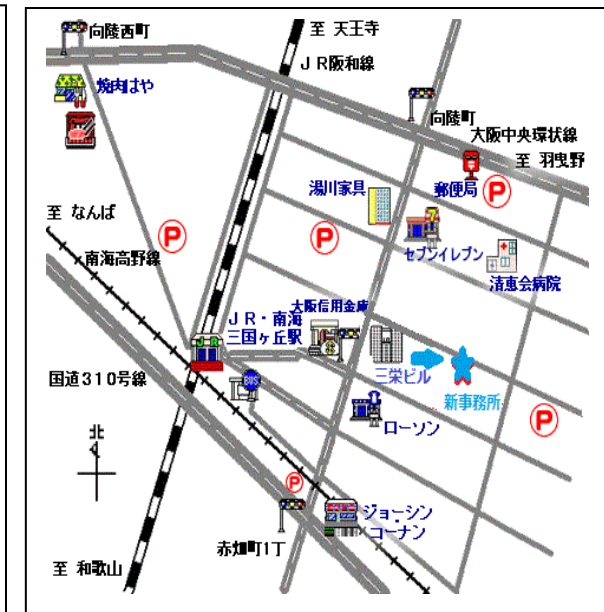 至 天王寺
向陵西町
ＪＲ阪和線
焼肉はや
向陵町
大阪中央環状線
至 羽曳野
湯川家具
郵便局
P
至 なんば
P
P
セブンイレブン
南海高野線
清恵会病院
ＪＲ・南海
三国ヶ丘駅
大阪信用金庫
JR
国道３１０号線
BUS
三栄ビル
新事務所
ローソン
P
北
P
ジョーシン
・コーナン
赤畑町1丁
至 和歌山